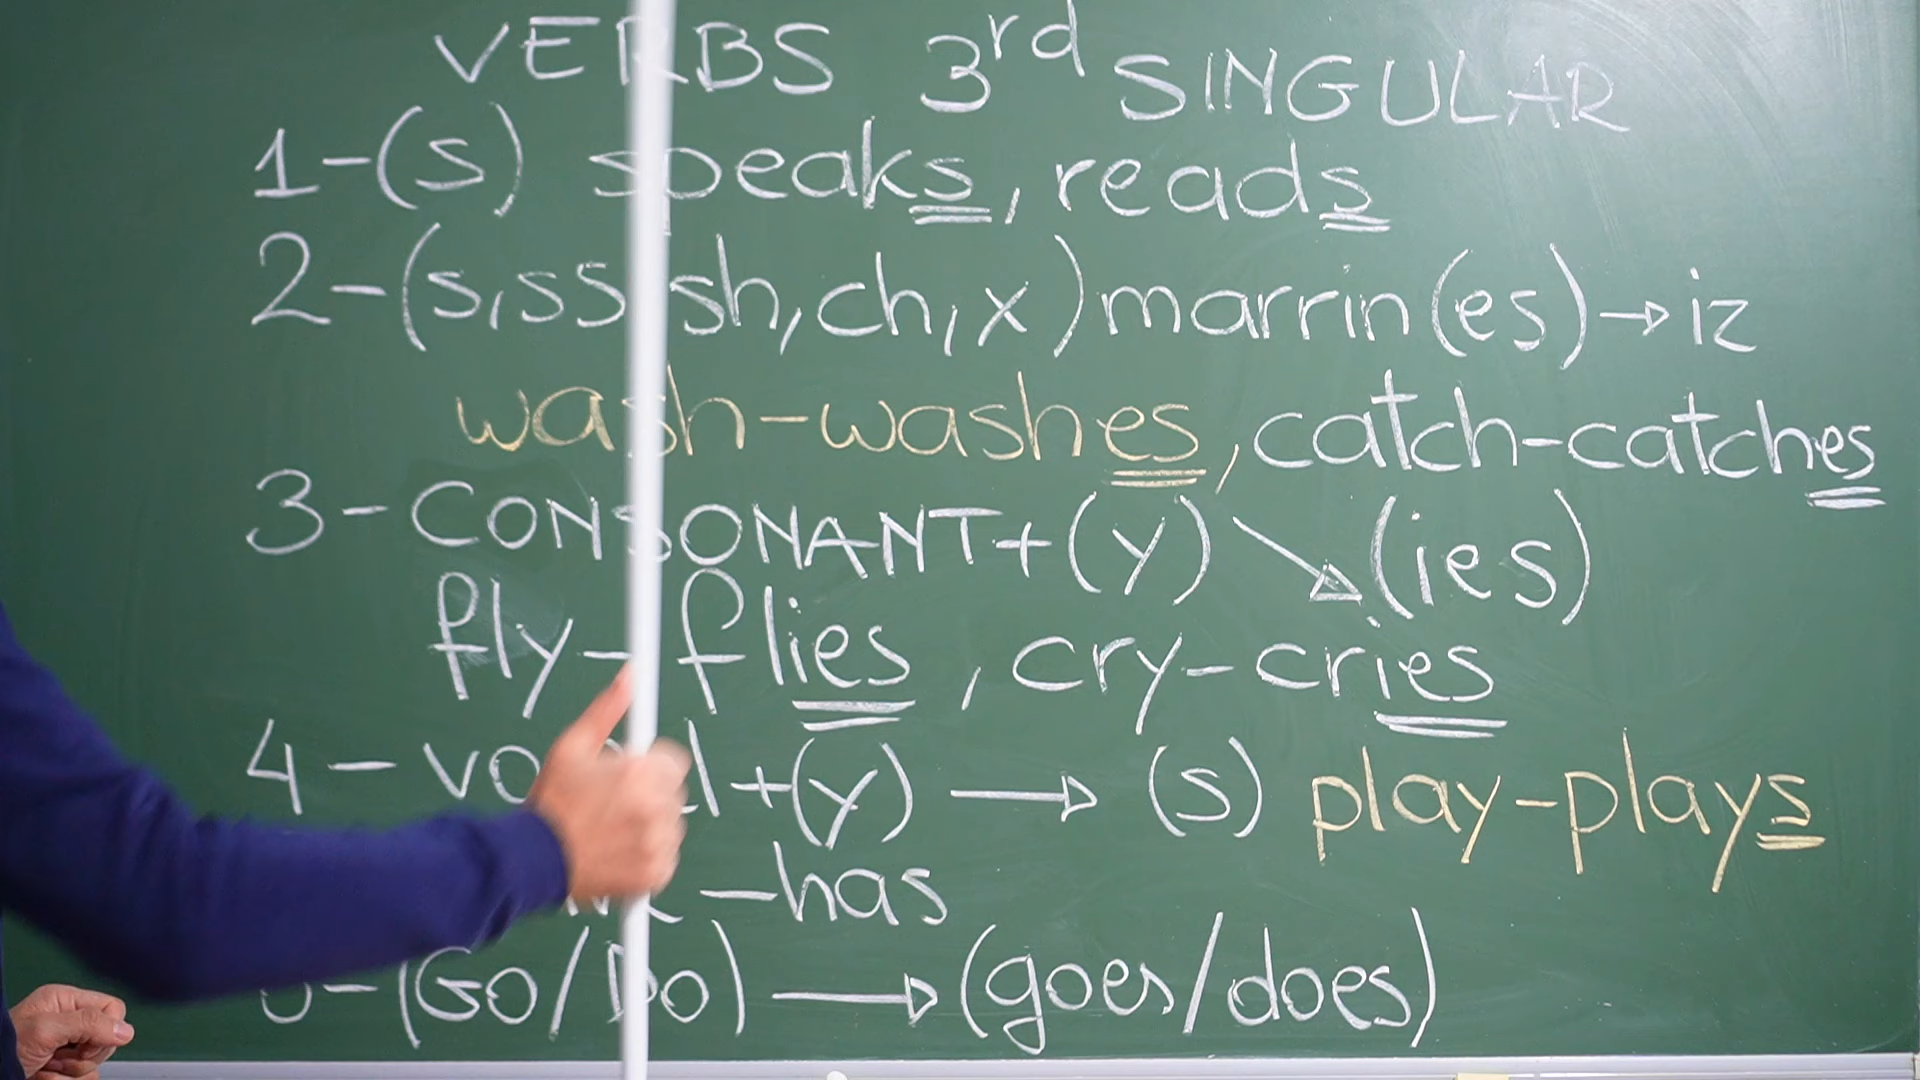 VERBS 3rd SINGULAR
1-(s) speaks, reads
2-(s,ss sh,ch,x) marrin(es)→iz
wash-washes, catch-catches
3-CONSONANT+(y) ↘ (ies)
fly-flies, cry-cries
4- +(y) → (s) play-plays
-has
(GO/DO) → (goes/does)